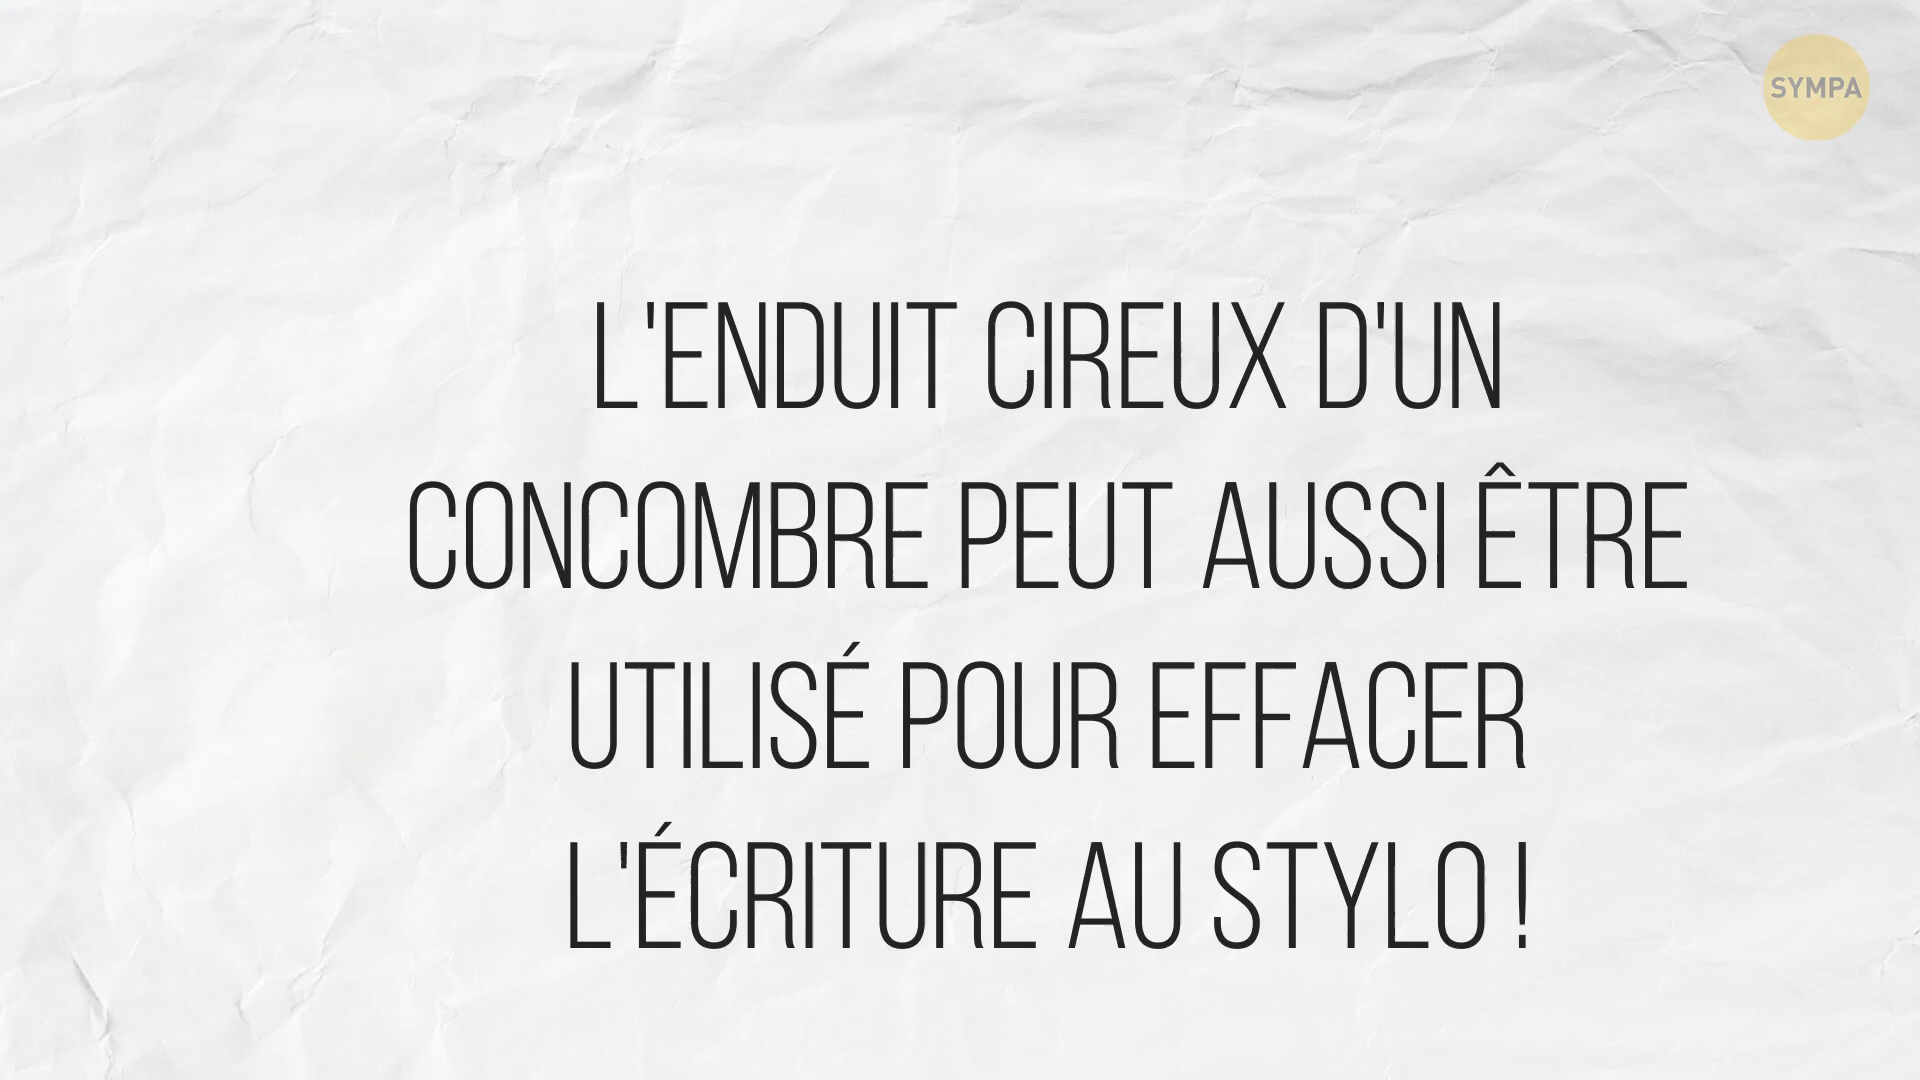 SYMPA
L'ENDUIT CIREUX D'UN
CONCOMBRE PEUT AUSSI ÊTRE
UTILISÉ POUR EFFACER
L'ÉCRITURE AU STYLO !